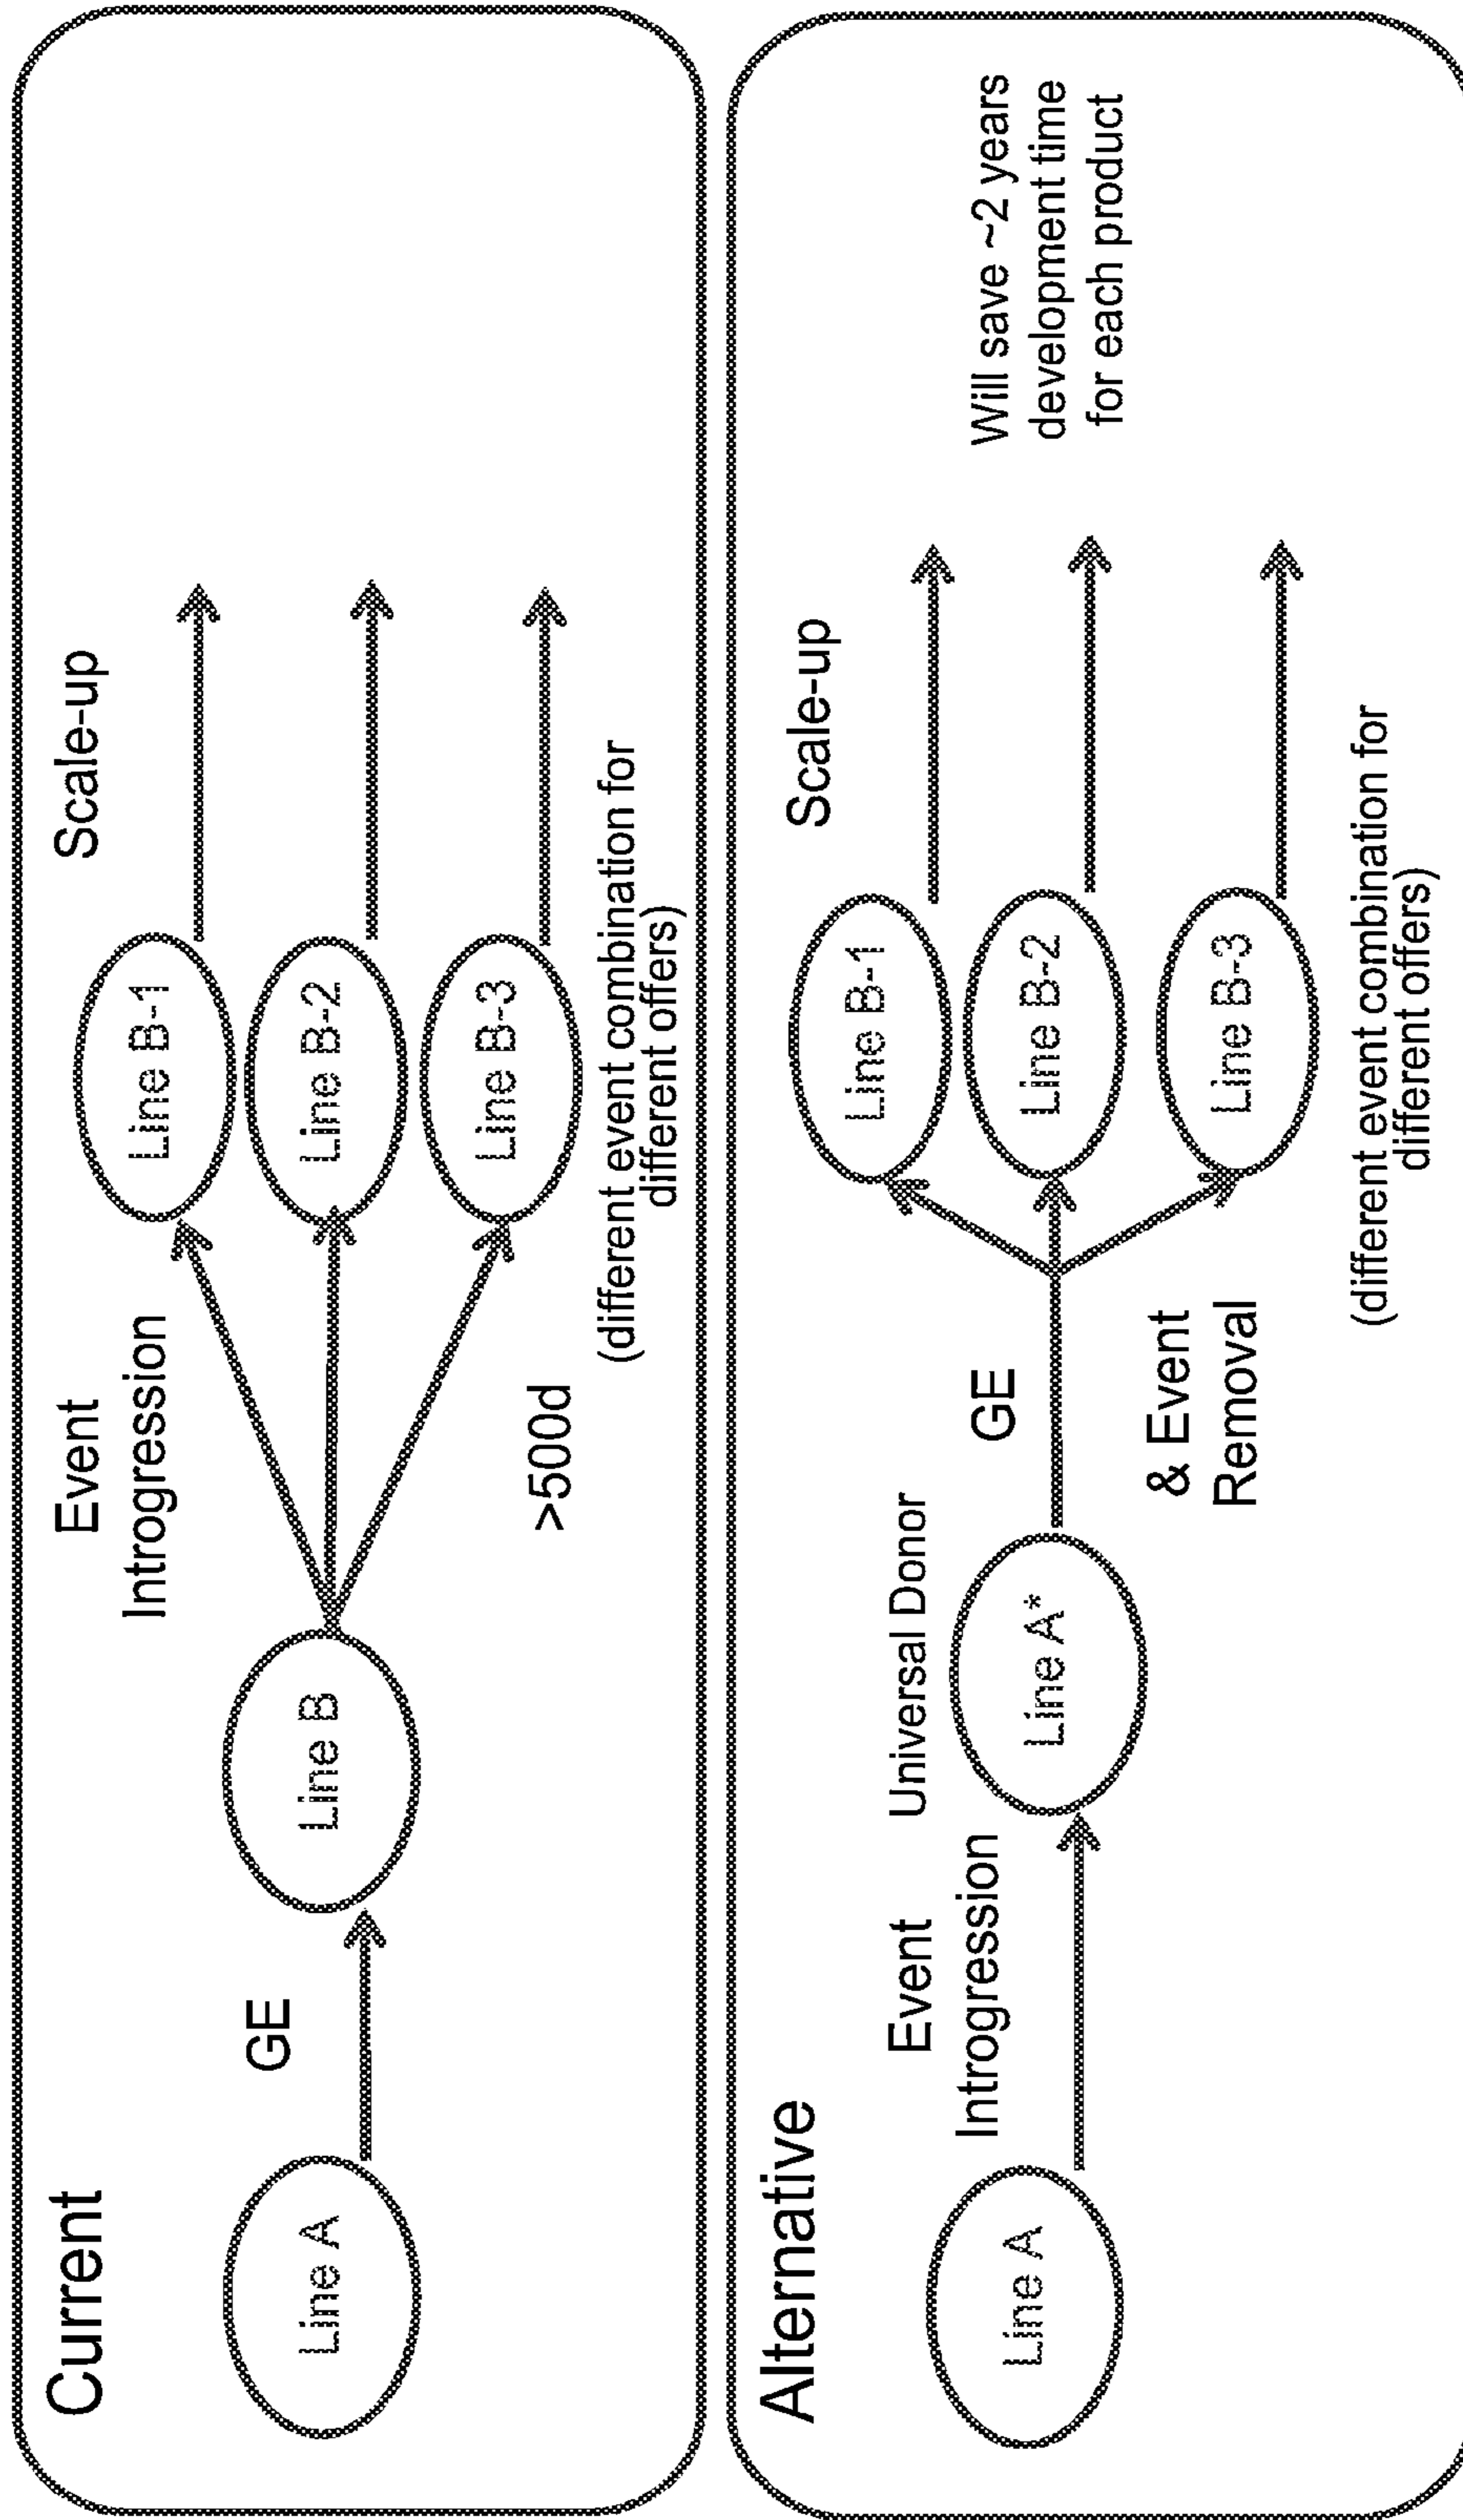 Current
Line A
GE
Line B
Event
Introgression
>500d
Line B-1
Line B-2
Line B-3
(different event combination for
different offers)
Scale-up
Alternative
Line A
Event
Introgression
Universal Donor
Line A*
GE
& Event
Removal
Line B-1
Line B-2
Line B-3
(different event combination for
different offers)
Scale-up
Will save ~2 years
development time
for each product